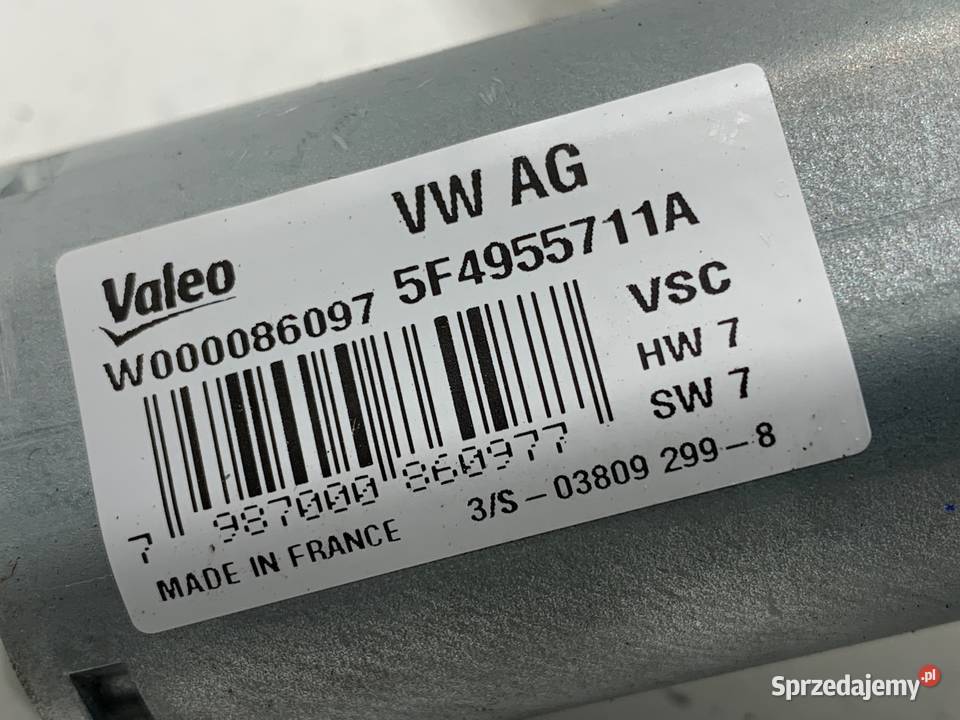 VW AG
Valeo
W000086097 5F4955711A
VSC
HW 7
SW 7
7 987000 860977
3/S - 03809 299-8
MADE IN FRANCE
Sprzedajemy.pl